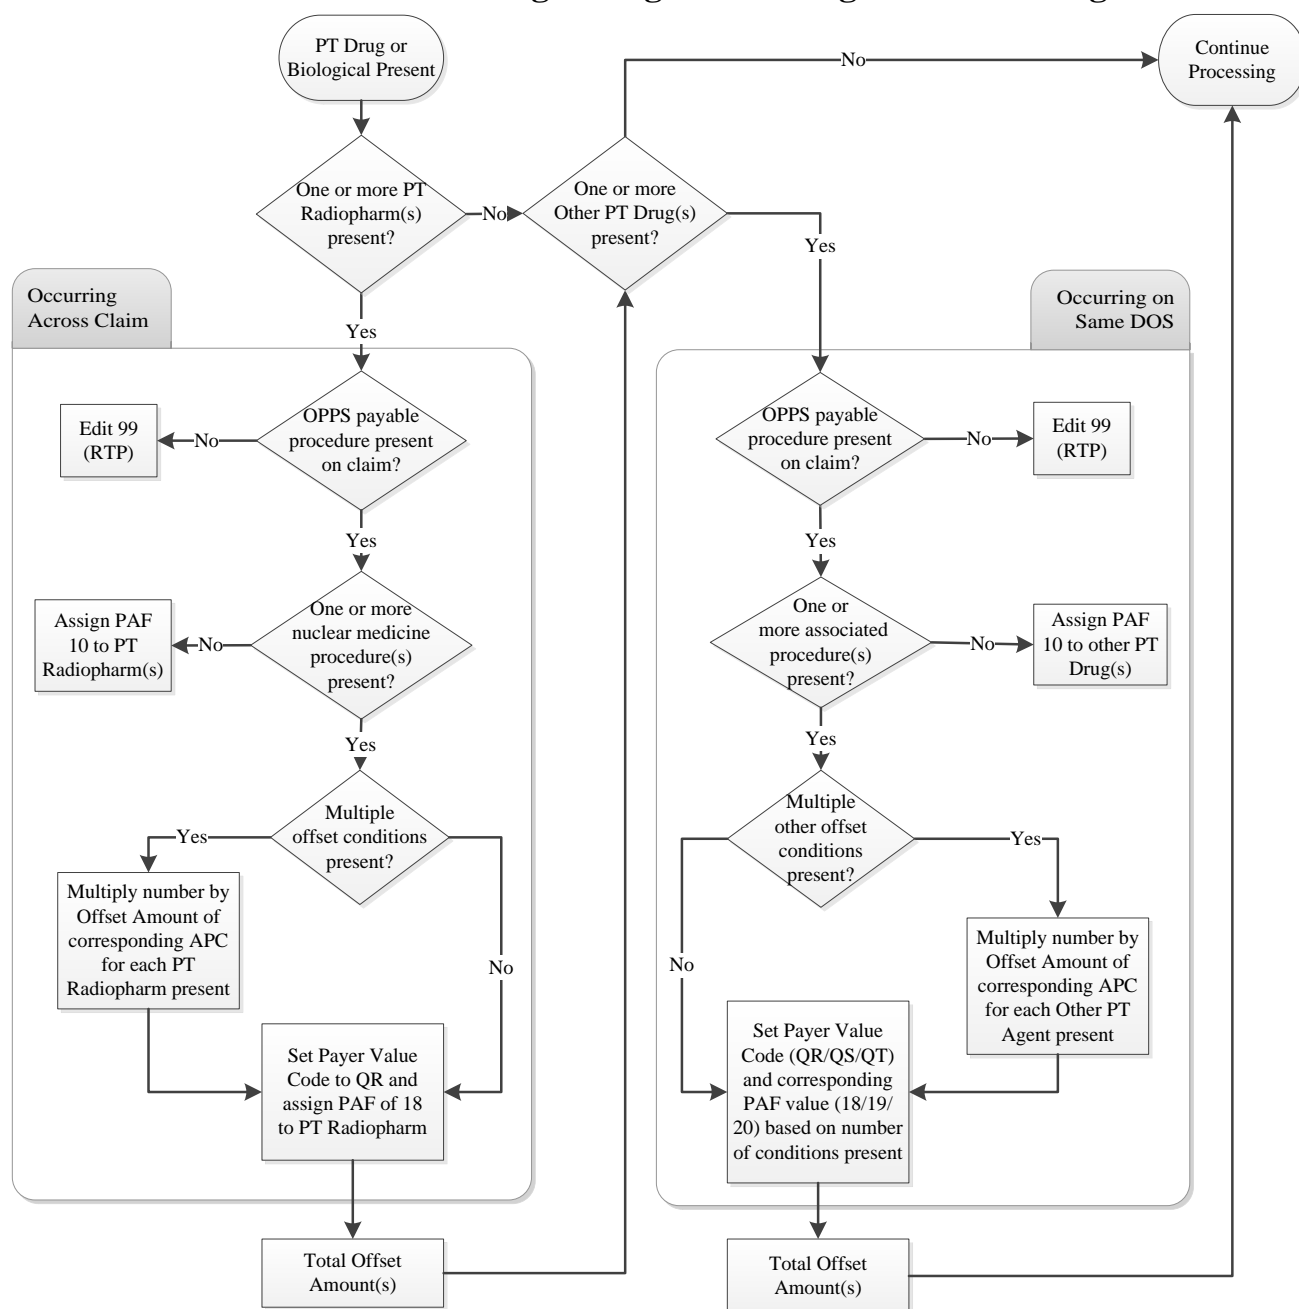 PT Drug or
Biological Present
No
Continue
Processing
One or more PT
Radiopharm(s)
present?
No
One or more
Other PT Drug(s)
present?
Yes
Occurring
Across Claim
Yes
Occurring on
Same DOS
Edit 99
(RTP)
No
OPPS payable
procedure present
on claim?
OPPS payable
procedure present
on claim?
No
Edit 99
(RTP)
Yes
Yes
Assign PAF
10 to PT
Radiopharm(s)
No
One or more
nuclear medicine
procedure(s)
present?
One or
more associated
procedure(s)
present?
No
Assign PAF
10 to other PT
Drug(s)
Yes
Yes
Yes
Multiple
offset conditions
present?
Multiple
other offset
conditions
present?
Yes
Multiply number by
Offset Amount of
corresponding APC
for each PT
Radiopharm present
No
No
Multiply number by
Offset Amount of
corresponding APC
for each Other PT
Agent present
Set Payer Value
Code to QR and
assign PAF of 18
to PT Radiopharm
Set Payer Value
Code (QR/QS/QT)
and corresponding
PAF value (18/19/
20) based on number
of conditions present
Total Offset
Amount(s)
Total Offset
Amount(s)